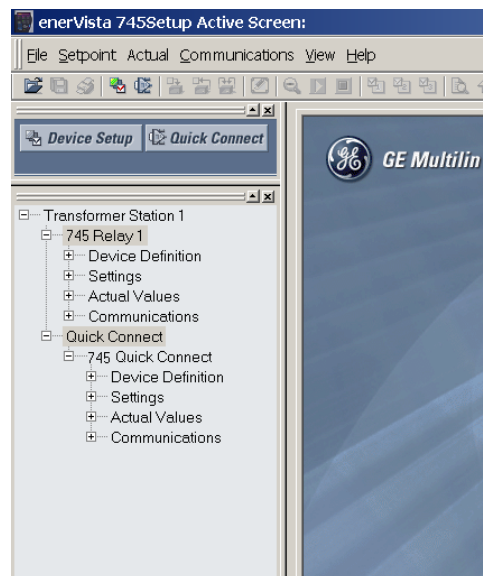 enerVista 745Setup Active Screen:
File Setpoint Actual Communications View Help
Device Setup Quick Connect
GE Multilin
Transformer Station 1
745 Relay 1
Device Definition
Settings
Actual Values
Communications
Quick Connect
745 Quick Connect
Device Definition
Settings
Actual Values
Communications